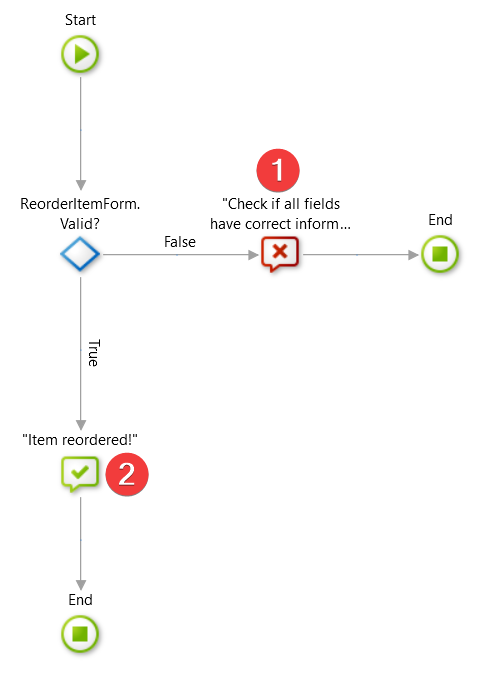 Start
1
ReorderItemForm.
Valid?
"Check if all fields
have correct inform...
End
False
True
"Item reordered!"
2
End